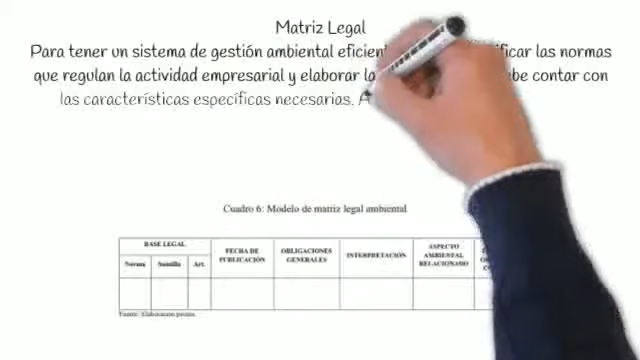 Matriz Legal
Para tener un sistema de gestión ambiental eficien ificar las normas
que regulan la actividad empresarial y elaborar la be contar con
las características específicas necesarias.
Cuadro 6: Modelo de matriz legal ambiental
BASE LEGAL
Norma Sumilla Art.
FECHA DE PUBLICACIÓN
OBLIGACIONES GENERALES
INTERPRETACIÓN
ASPECTO AMBIENTAL RELACIONADO
Fuente: Elaboración propia.